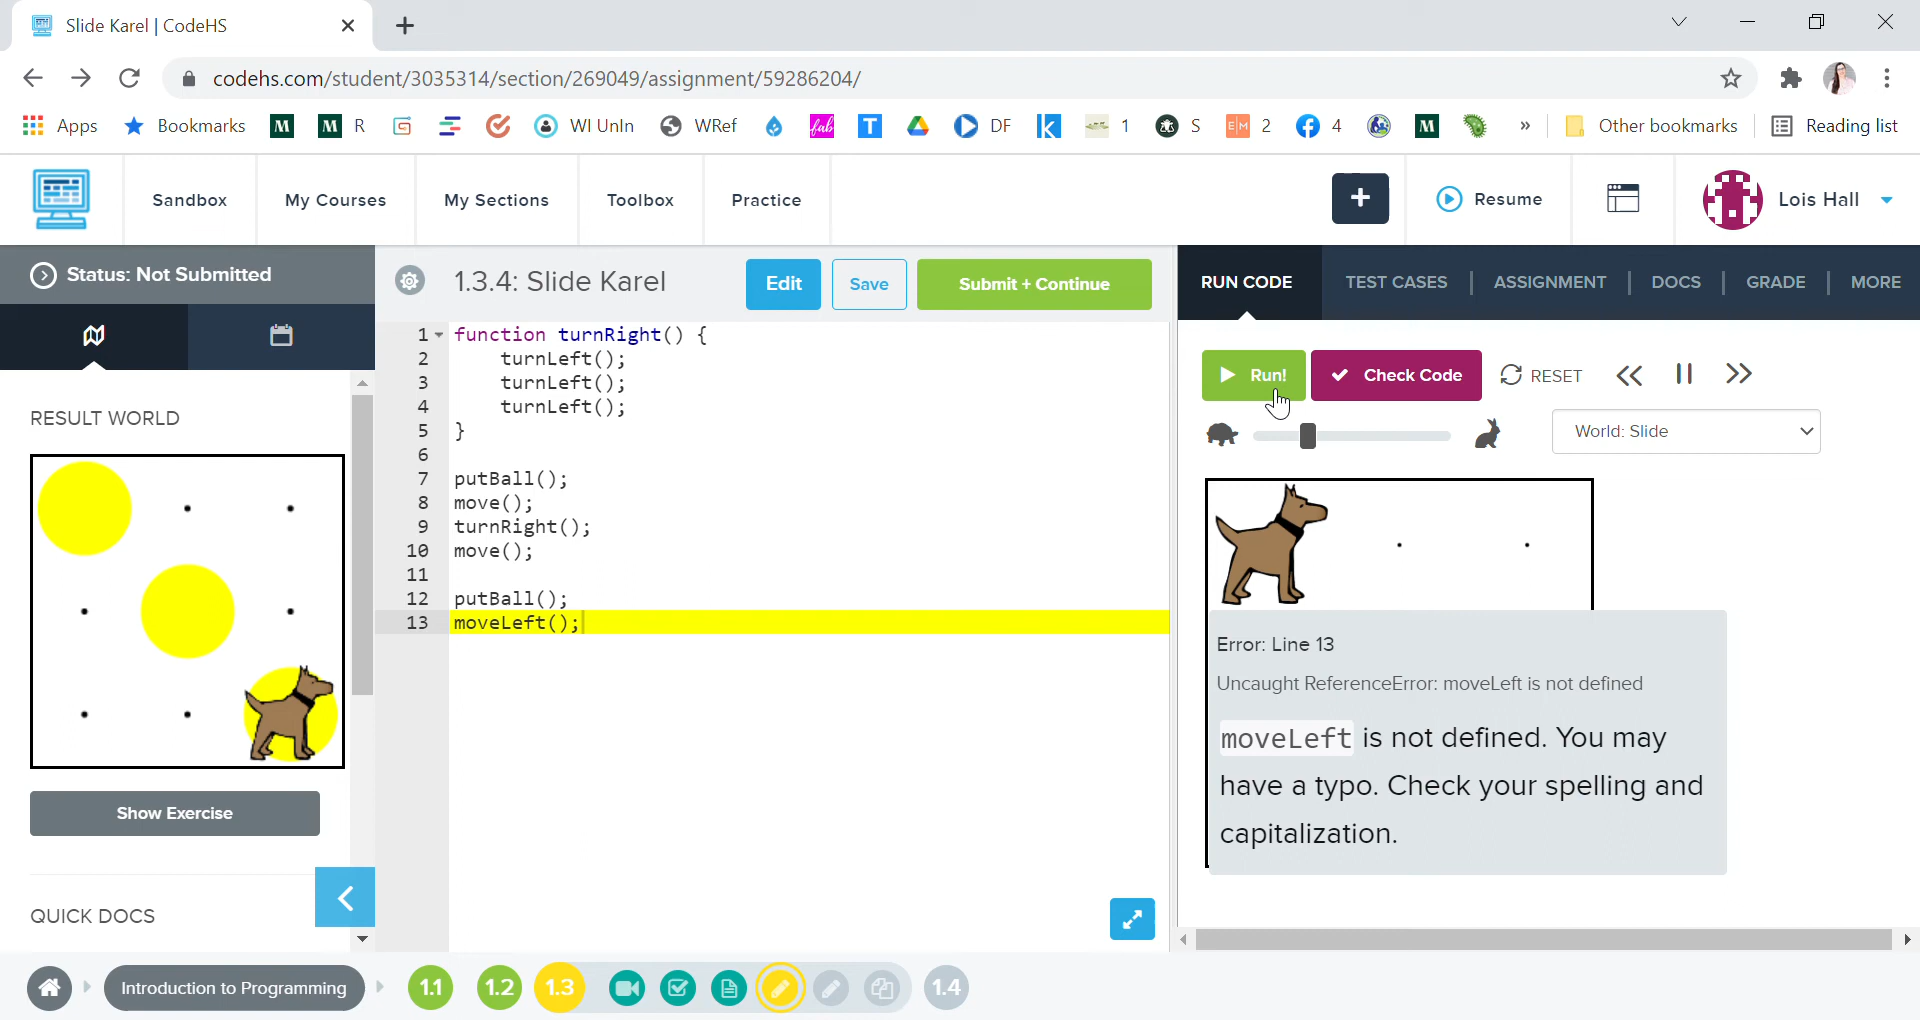 Slide Karel | CodeHS
codehs.com/student/3035314/section/269049/assignment/59286204/
Apps Bookmarks M M R WI UnIn WRef fab T DF K 1 S E|M 2 4 M » Other bookmarks Reading list
Sandbox My Courses My Sections Toolbox Practice + Resume Lois Hall
Status: Not Submitted
RESULT WORLD
Show Exercise
QUICK DOCS
1.3.4: Slide Karel Edit Save Submit + Continue
1 function turnRight() {
2 turnLeft();
3 turnLeft();
4 turnLeft();
5 }
6
7 putBall();
8 move();
9 turnRight();
10 move();
11
12 putBall();
13 moveLeft();
RUN CODE TEST CASES | ASSIGNMENT | DOCS | GRADE | MORE
Run! Check Code RESET
World: Slide
Error: Line 13
Uncaught ReferenceError: moveLeft is not defined
moveLeft is not defined. You may
have a typo. Check your spelling and
capitalization.
Introduction to Programming 1.1 1.2 1.3 1.4